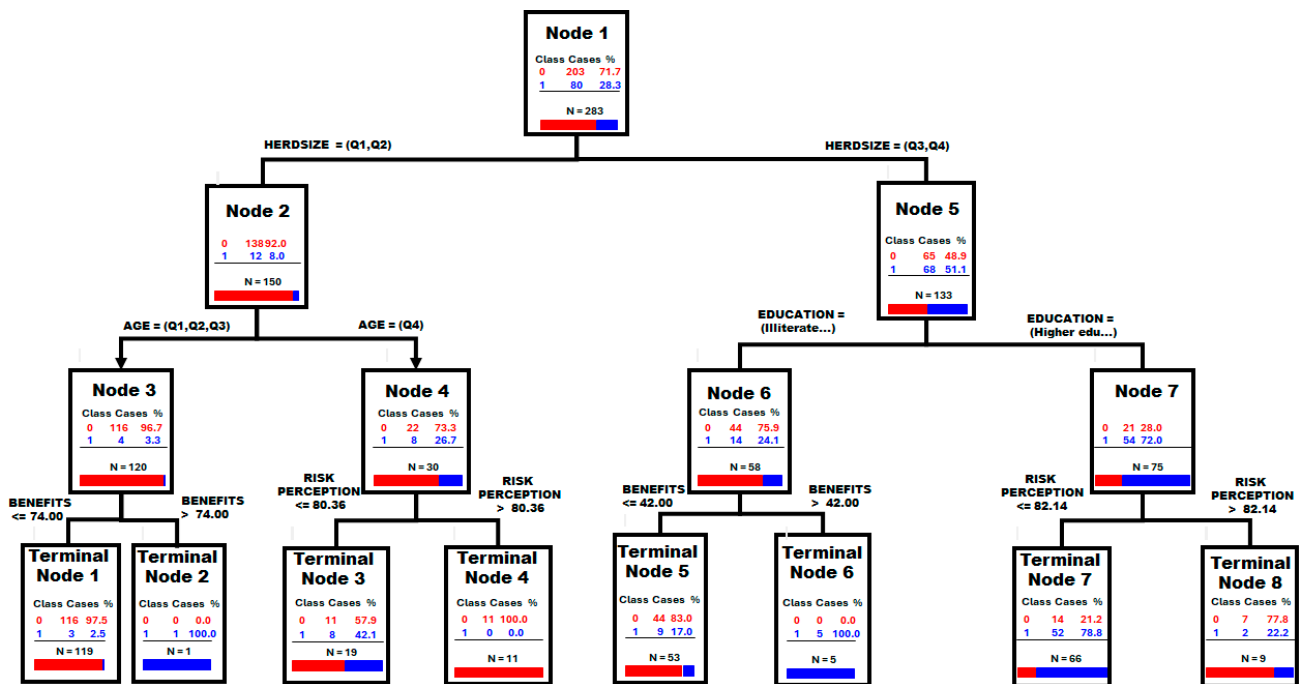 Node 1
Class Cases %
0 203 71.7
1 80 28.3
N = 283
HERDSIZE = (Q1,Q2)
HERDSIZE = (Q3,Q4)
Node 2
0 13892.0
1 12 8.0
N = 150
Node 5
Class Cases %
0 65 48.9
1 68 51.1
N = 133
AGE = (Q1,Q2,Q3)
AGE = (Q4)
EDUCATION =
(Illiterate...)
EDUCATION =
(Higher edu...)
Node 3
Class Cases %
0 116 96.7
1 4 3.3
N = 120
Node 4
Class Cases %
0 22 73.3
1 8 26.7
N = 30
Node 6
Class Cases %
0 44 75.9
1 14 24.1
N = 58
Node 7
0 21 28.0
1 54 72.0
N = 75
BENEFITS
<= 74.00
BENEFITS
> 74.00
RISK
PERCEPTION
<= 80.36
RISK
PERCEPTION
> 80.36
BENEFITS
<= 42.00
BENEFITS
> 42.00
RISK
PERCEPTION
<= 82.14
RISK
PERCEPTION
> 82.14
Terminal
Node 1
Class Cases %
0 116 97.5
1 3 2.5
N = 119
Terminal
Node 2
Class Cases %
0 0 0.0
1 1 100.0
N = 1
Terminal
Node 3
Class Cases %
0 11 57.9
1 8 42.1
N = 19
Terminal
Node 4
Class Cases %
0 11 100.0
1 0 0.0
N = 11
Terminal
Node 5
Class Cases %
0 44 83.0
1 9 17.0
N = 53
Terminal
Node 6
Class Cases %
0 0 0.0
1 5 100.0
N = 5
Terminal
Node 7
Class Cases %
0 14 21.2
1 52 78.8
N = 66
Terminal
Node 8
Class Cases %
0 7 77.8
1 2 22.2
N = 9